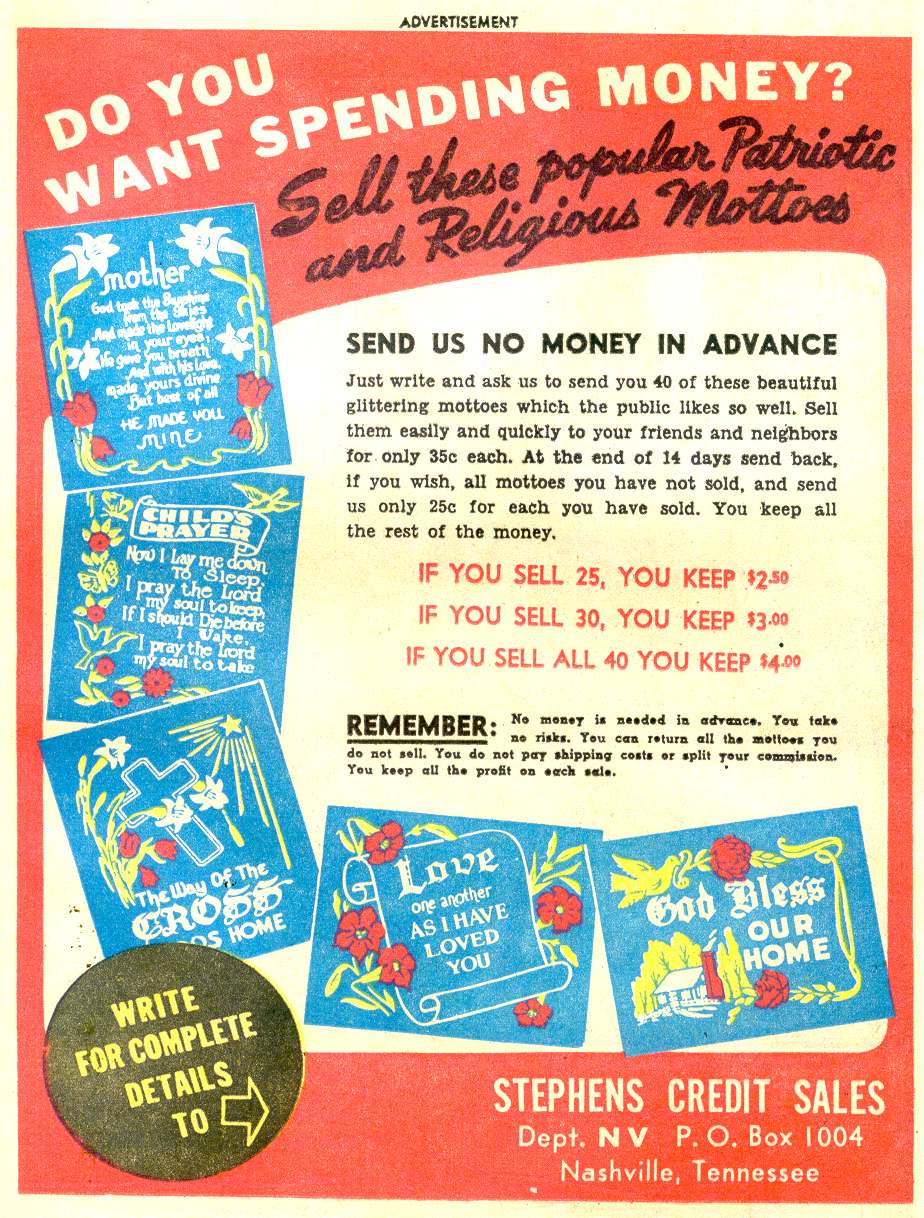 ADVERTISEMENT
DO YOU
WANT SPENDING MONEY?
Sell these popular Patriotic
and Religious Mottoes
mother
God took the Sunshine
from the Skies
And made the Lovelight
in your eyes,
He gave you breath
And with his Love,
made yours divine
But best of all
HE MADE YOU
MINE
CHILD'S
PRAYER
Now I Lay me down
To Sleep,
I pray the Lord
my soul to keep,
If I should Die before
I Wake
I pray the Lord
my soul to take
The Way Of The
CROSS
DS HOME
SEND US NO MONEY IN ADVANCE
Just write and ask us to send you 40 of these beautiful
glittering mottoes which the public likes so well. Sell
them easily and quickly to your friends and neighbors
for only 35c each. At the end of 14 days send back,
if you wish, all mottoes you have not sold, and send
us only 25c for each you have sold. You keep all
the rest of the money.
IF YOU SELL 25, YOU KEEP $2.50
IF YOU SELL 30, YOU KEEP $3.00
IF YOU SELL ALL 40 YOU KEEP $4.00
REMEMBER: No money is needed in advance. You take
no risks. You can return all the mottoes you
do not sell. You do not pay shipping costs or split your commission.
You keep all the profit on each sale.
Love
one another
AS I HAVE
LOVED
YOU
God Bless
OUR
HOME
WRITE
FOR COMPLETE
DETAILS
TO
STEPHENS CREDIT SALES
Dept. NV P. O. Box 1004
Nashville, Tennessee